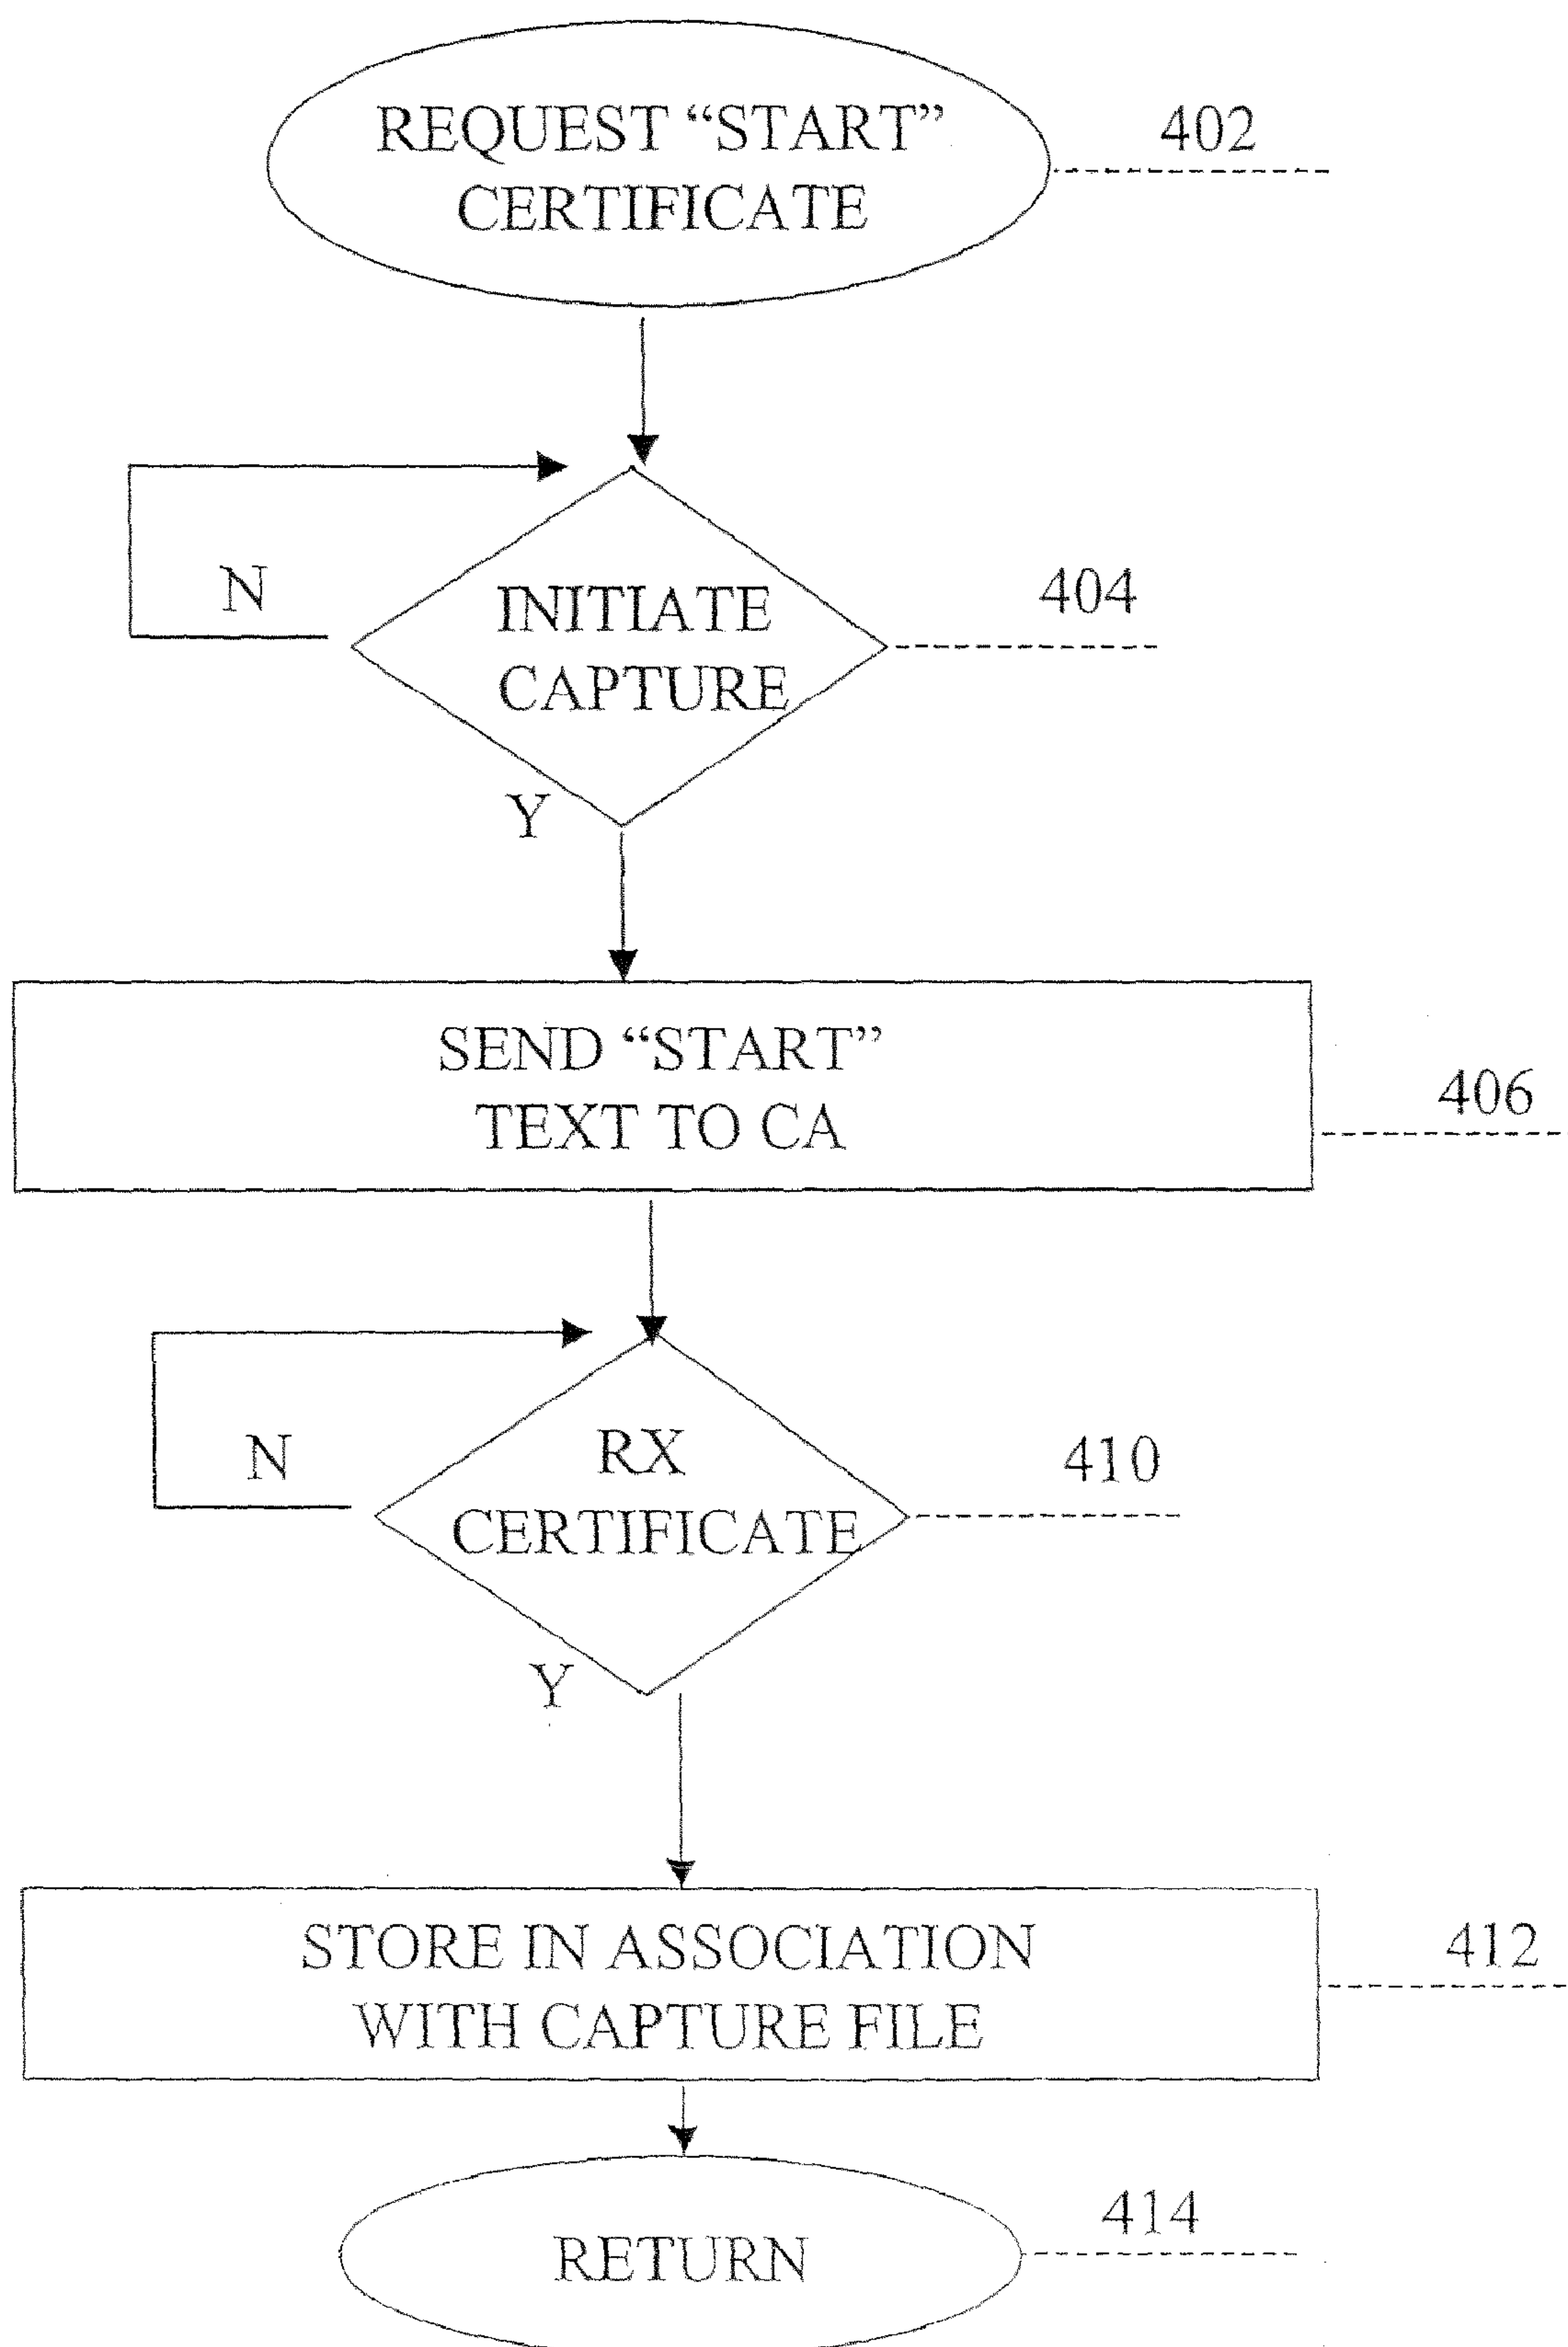 REQUEST “START”
CERTIFICATE
402
N
INITIATE
CAPTURE
404
Y
SEND “START”
TEXT TO CA
406
N
RX
CERTIFICATE
410
Y
STORE IN ASSOCIATION
WITH CAPTURE FILE
412
RETURN
414